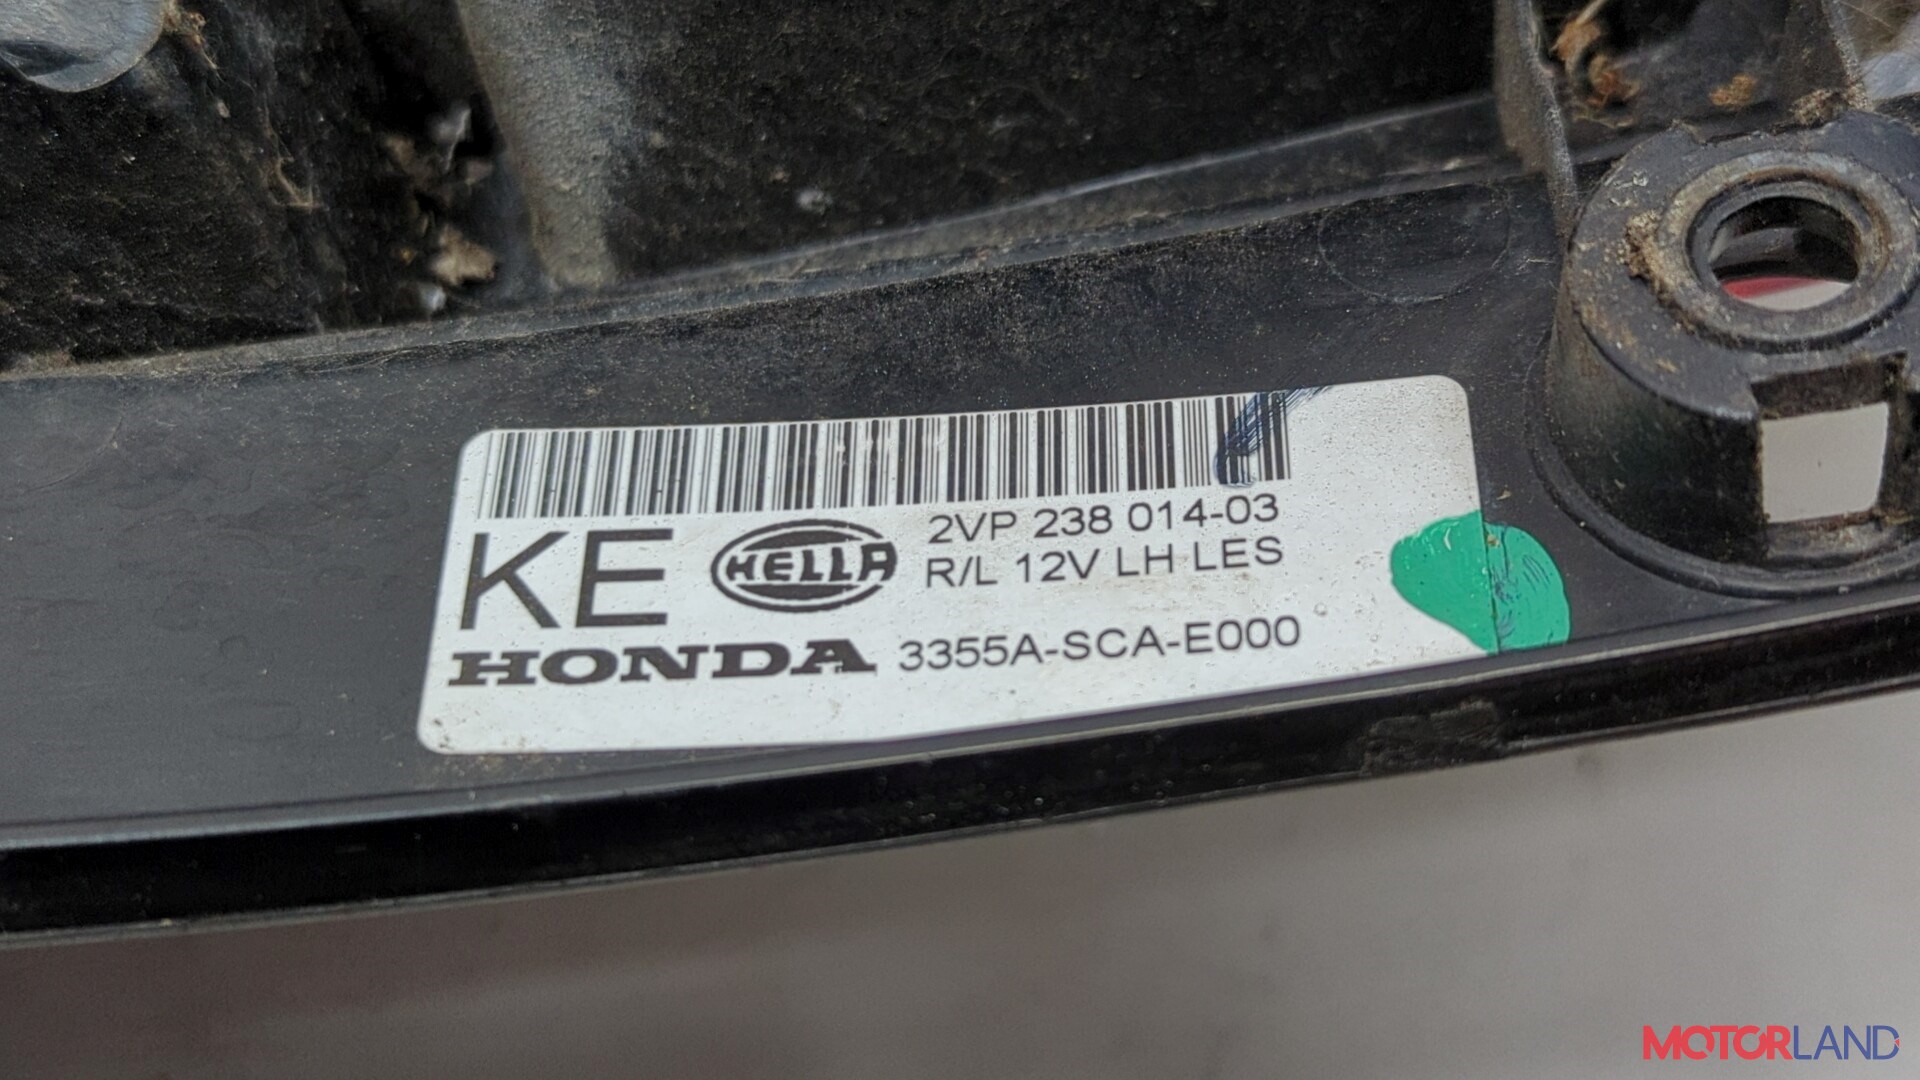 KE HELLA 2VP 238 014-03
R/L 12V LH LES
HONDA 3355A-SCA-E000
MOTORLAND